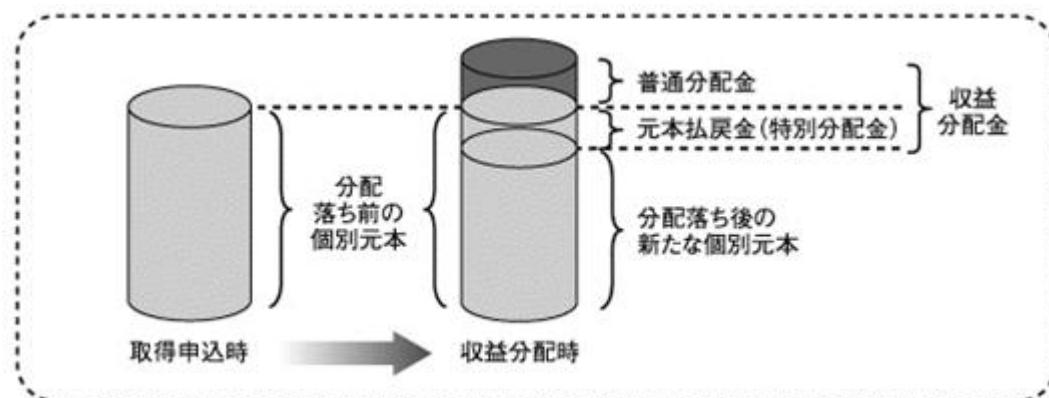 普通分配金
元本払戻金(特別分配金)
収益
分配金
分配
落ち前の
個別元本
分配落ち後の
新たな個別元本
取得申込時
収益分配時